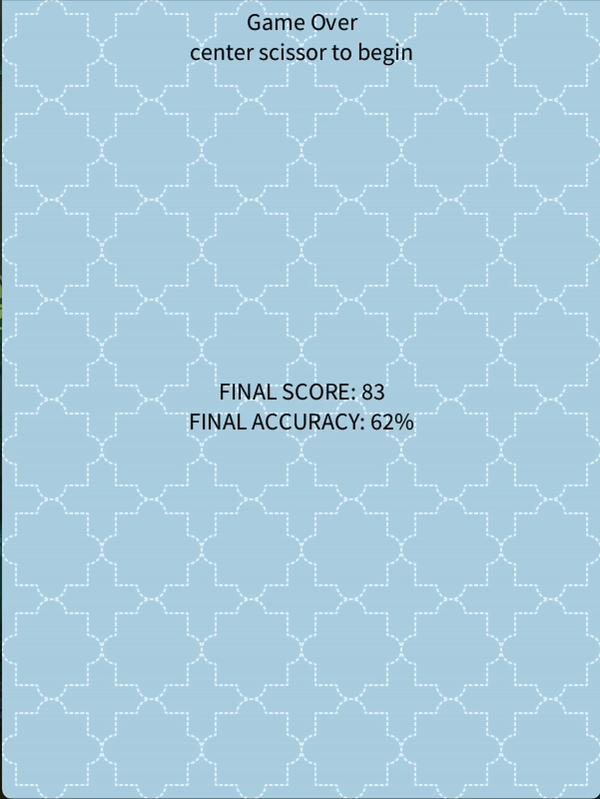 Game Over
center scissor to begin
FINAL SCORE: 83
FINAL ACCURACY: 62%